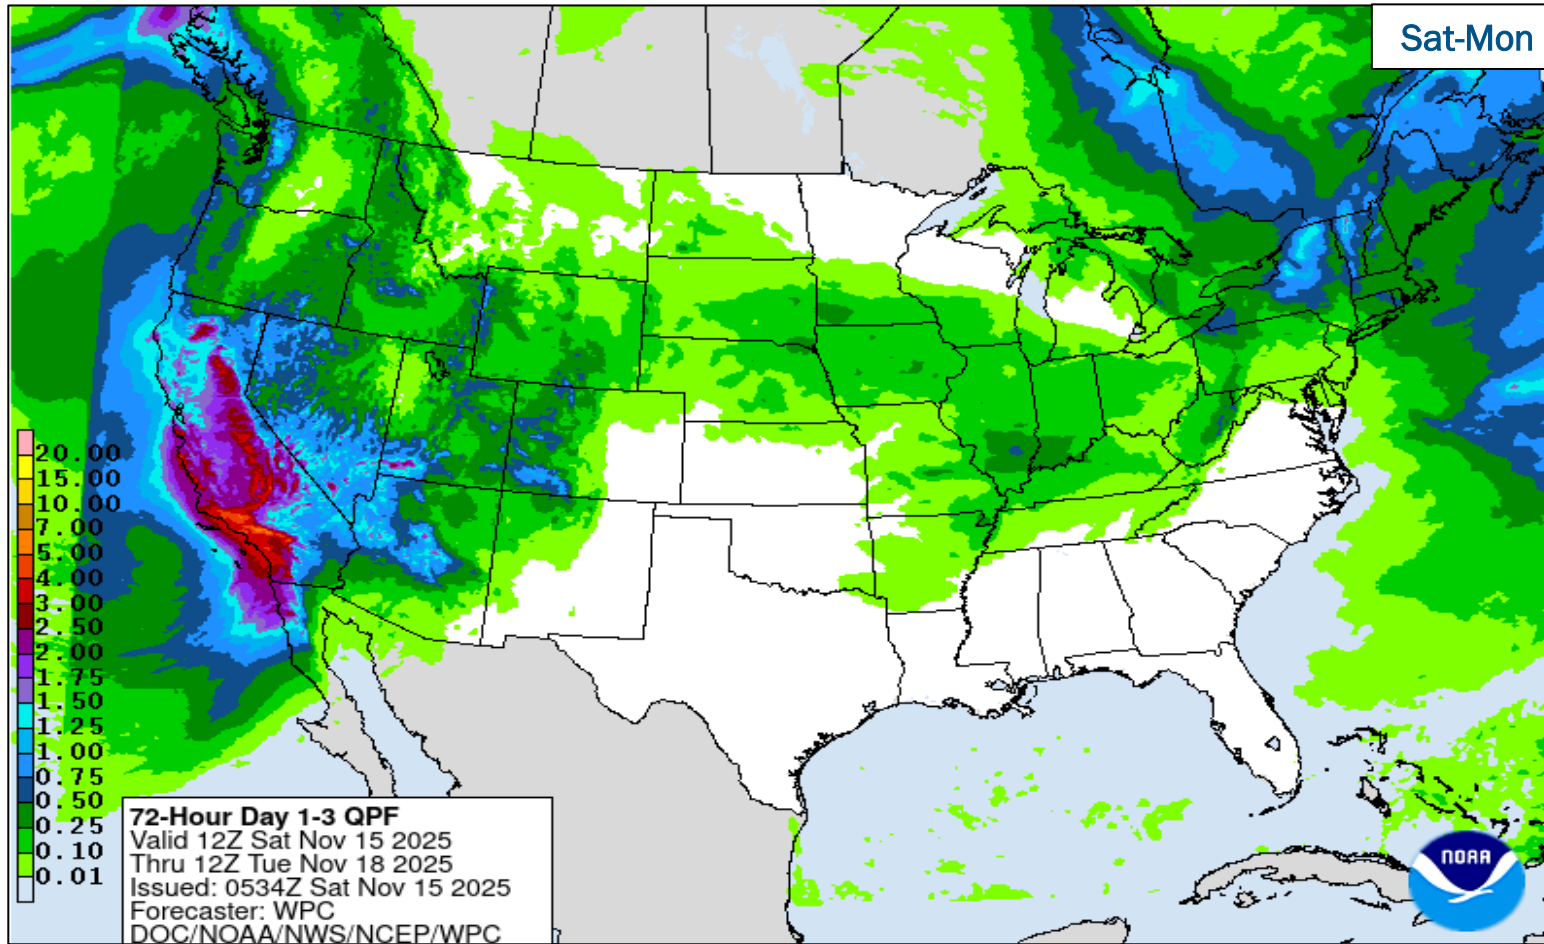 Sat-Mon
20.00
15.00
10.00
7.00
5.00
4.00
3.00
2.50
2.00
1.75
1.50
1.25
1.00
0.75
0.50
0.25
0.10
0.01
72-Hour Day 1-3 QPF
Valid 12Z Sat Nov 15 2025
Thru 12Z Tue Nov 18 2025
Issued: 0534Z Sat Nov 15 2025
Forecaster: WPC
DOC/NOAA/NWS/NCEP/WPC
NOAA